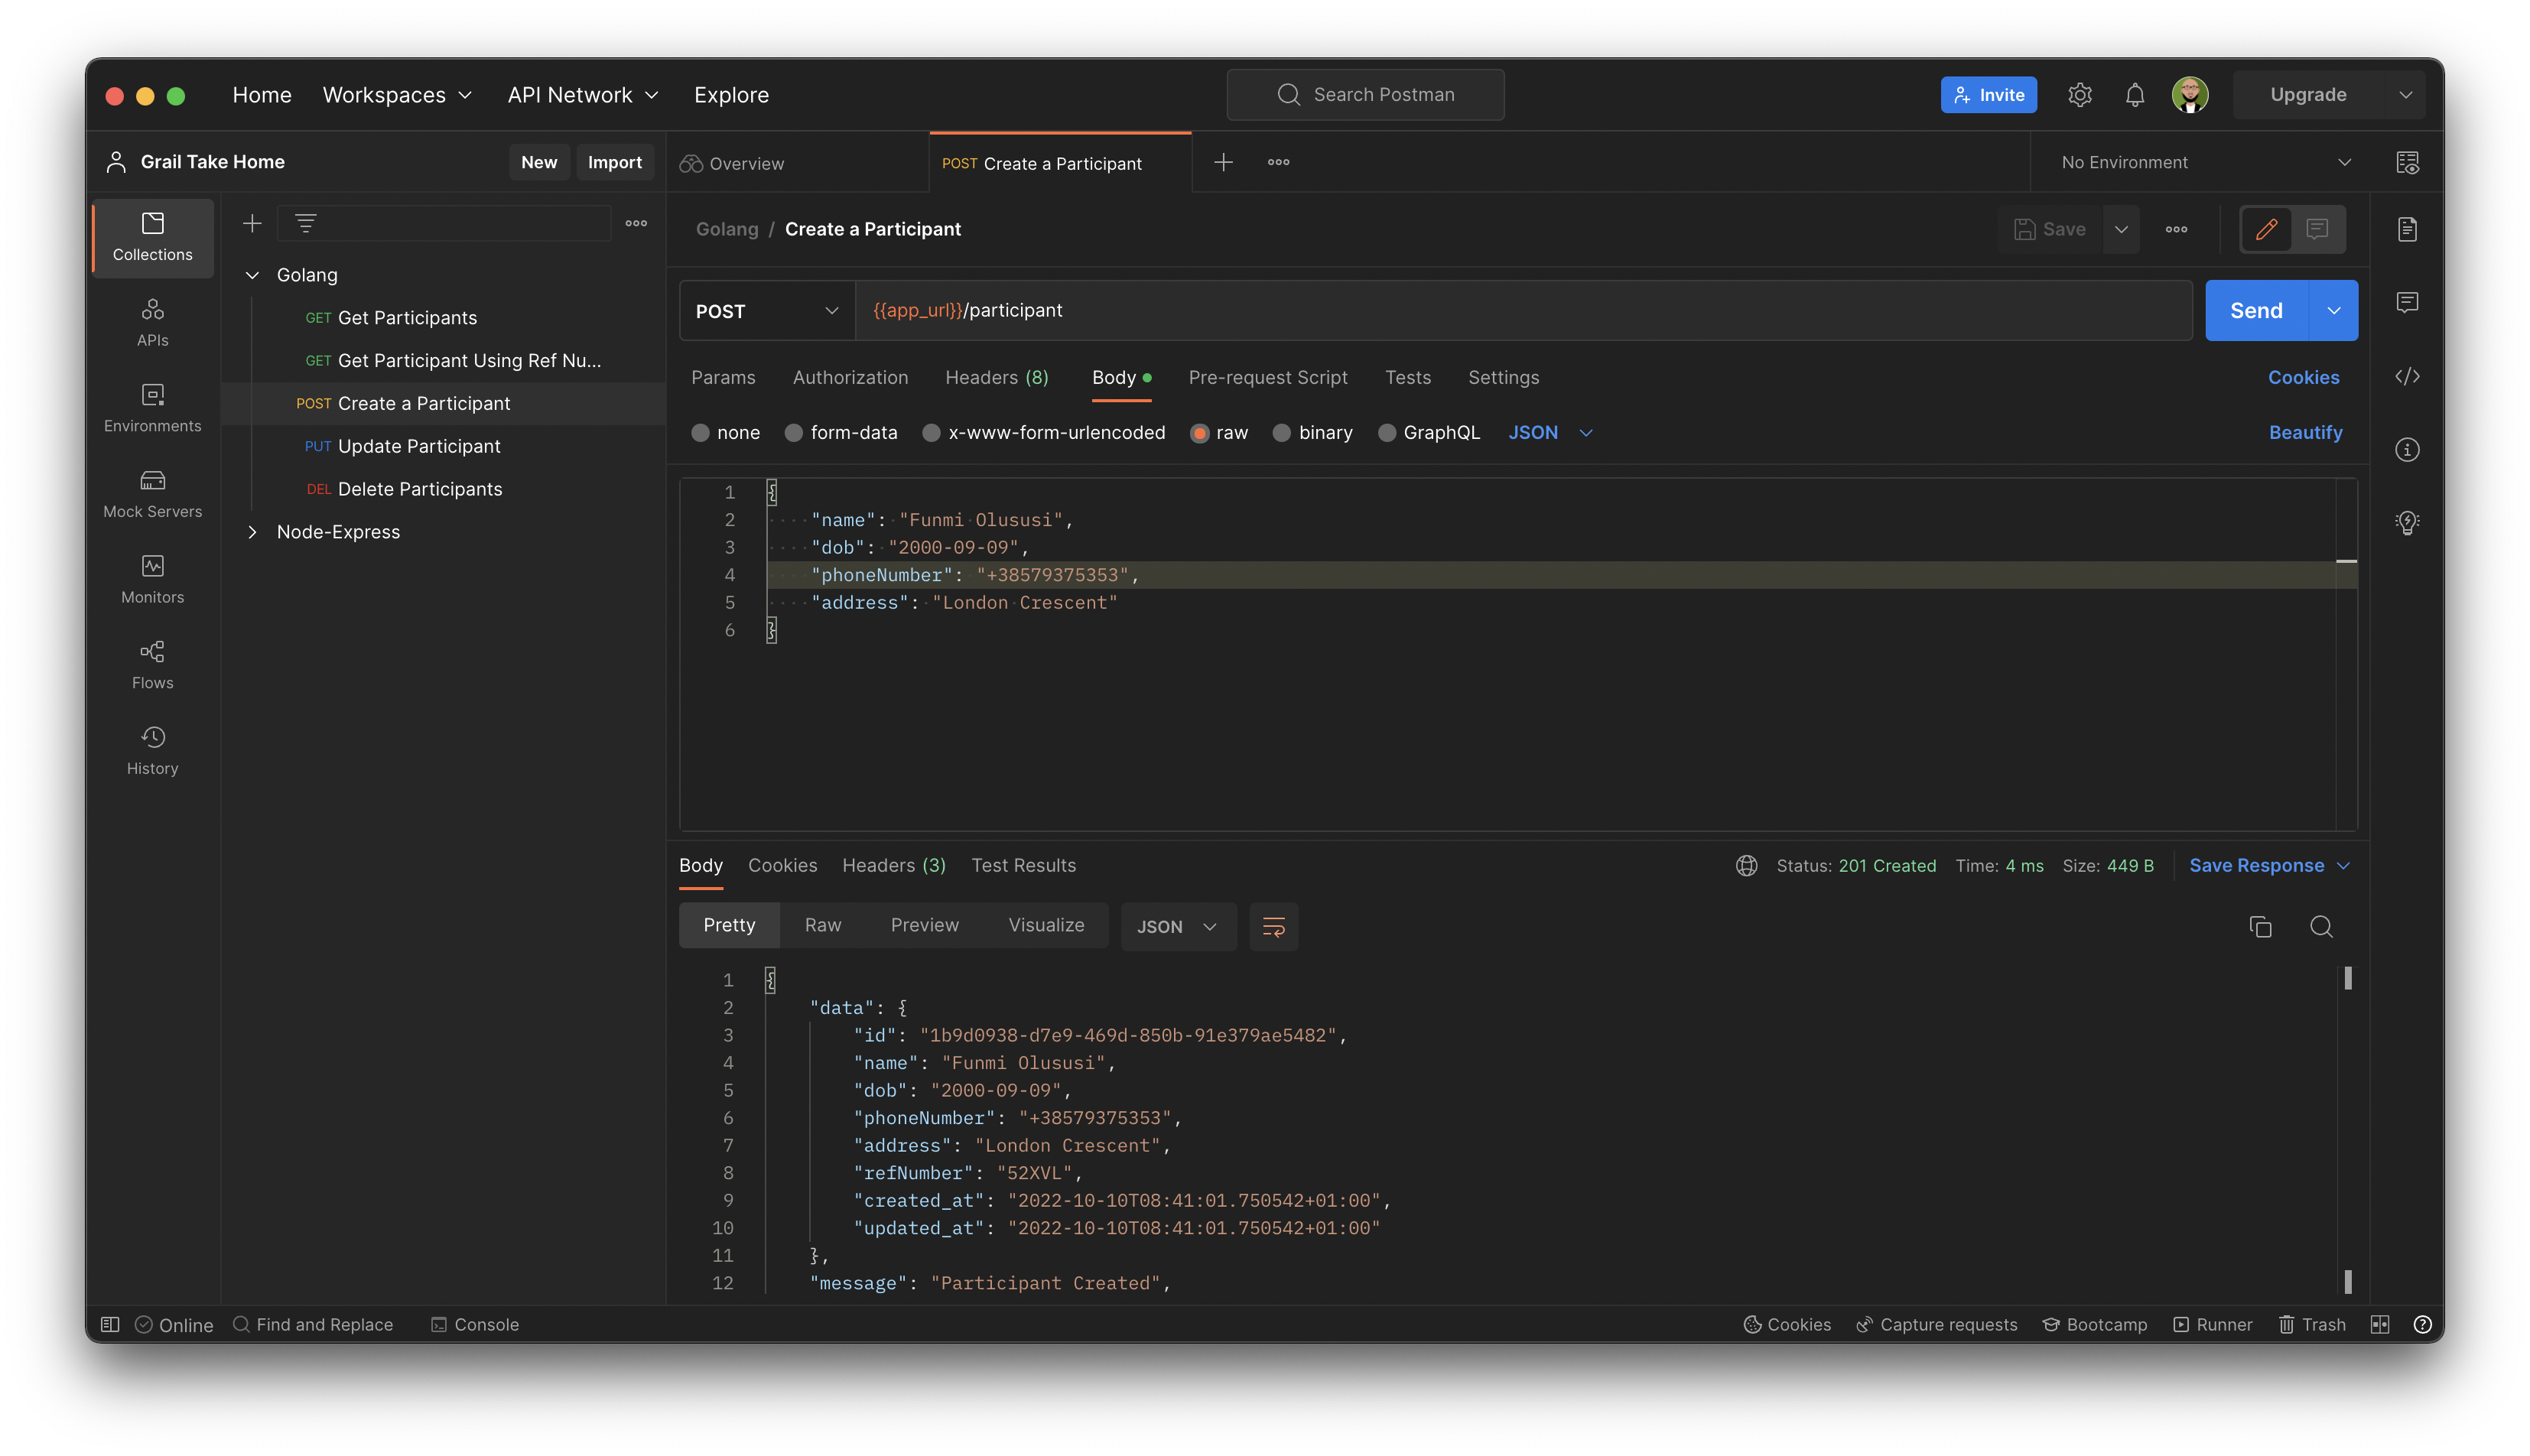 Home Workspaces API Network Explore Search Postman Invite Upgrade
Grail Take Home New Import
Overview POST Create a Participant No Environment
Collections
APIs
Environments
Mock Servers
Monitors
Flows
History
Golang
GET Get Participants
GET Get Participant Using Ref Nu...
POST Create a Participant
PUT Update Participant
DEL Delete Participants
Node-Express
Golang / Create a Participant Save
POST {{app_url}}/participant Send
Params Authorization Headers (8) Body Pre-request Script Tests Settings Cookies
none form-data x-www-form-urlencoded raw binary GraphQL JSON Beautify
1 {
2 "name": "Funmi Olususi",
3 "dob": "2000-09-09",
4 "phoneNumber": "+38579375353",
5 "address": "London Crescent"
6 }
Body Cookies Headers (3) Test Results Status: 201 Created Time: 4 ms Size: 449 B Save Response
Pretty Raw Preview Visualize JSON
1 {
2 "data": {
3 "id": "1b9d0938-d7e9-469d-850b-91e379ae5482",
4 "name": "Funmi Olususi",
5 "dob": "2000-09-09",
6 "phoneNumber": "+38579375353",
7 "address": "London Crescent",
8 "refNumber": "52XVL",
9 "created_at": "2022-10-10T08:41:01.750542+01:00",
10 "updated_at": "2022-10-10T08:41:01.750542+01:00"
11 },
12 "message": "Participant Created",
Online Find and Replace Console Cookies Capture requests Bootcamp Runner Trash